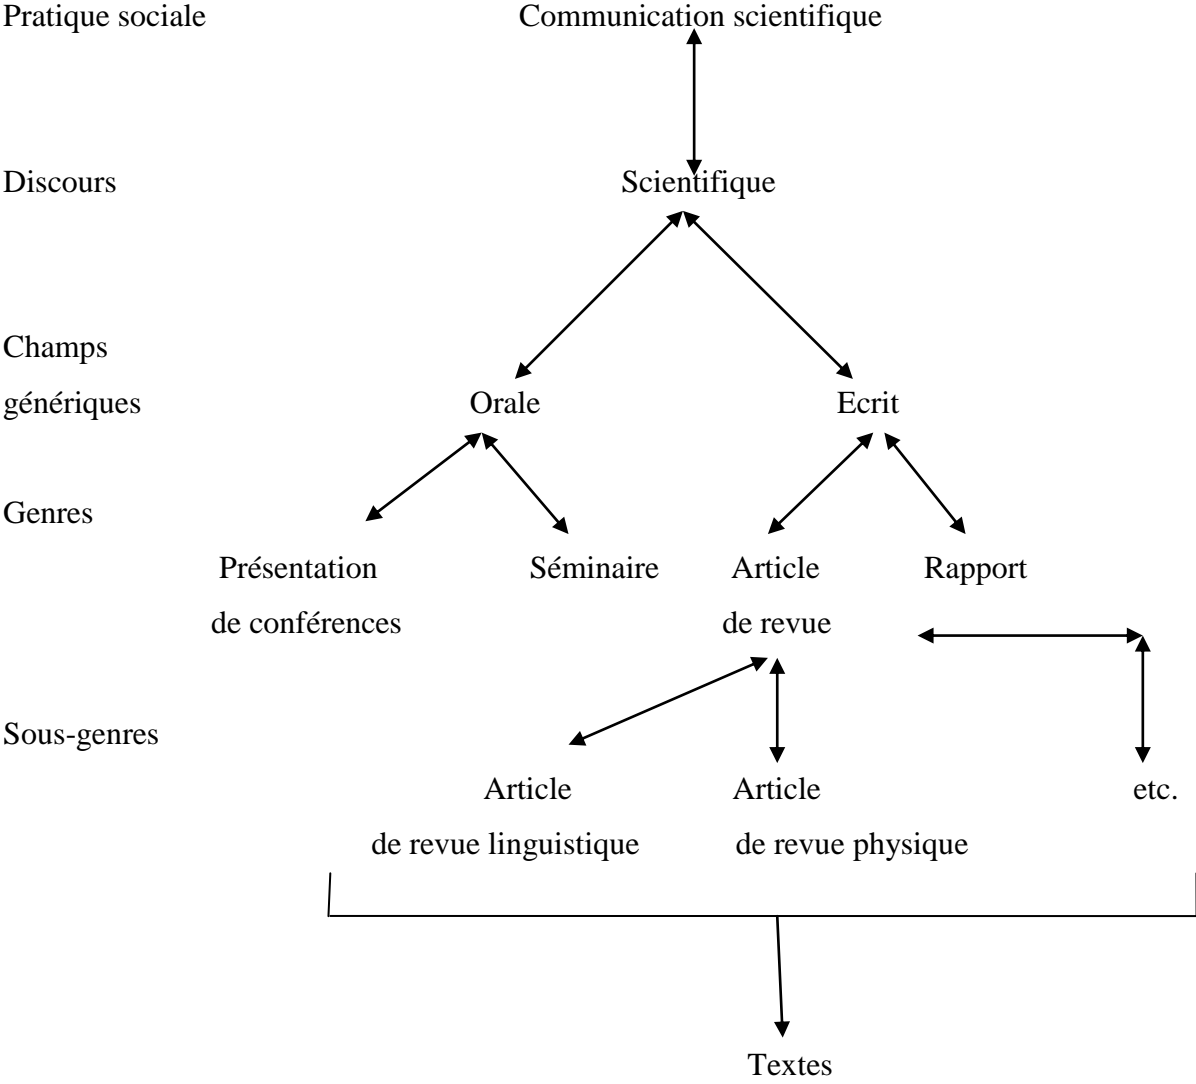 Pratique sociale Communication scientifique
Discours Scientifique
Champs
génériques Orale Ecrit
Genres
Présentation Séminaire Article Rapport
de conférences de revue
Sous-genres
Article Article etc.
de revue linguistique de revue physique
Textes